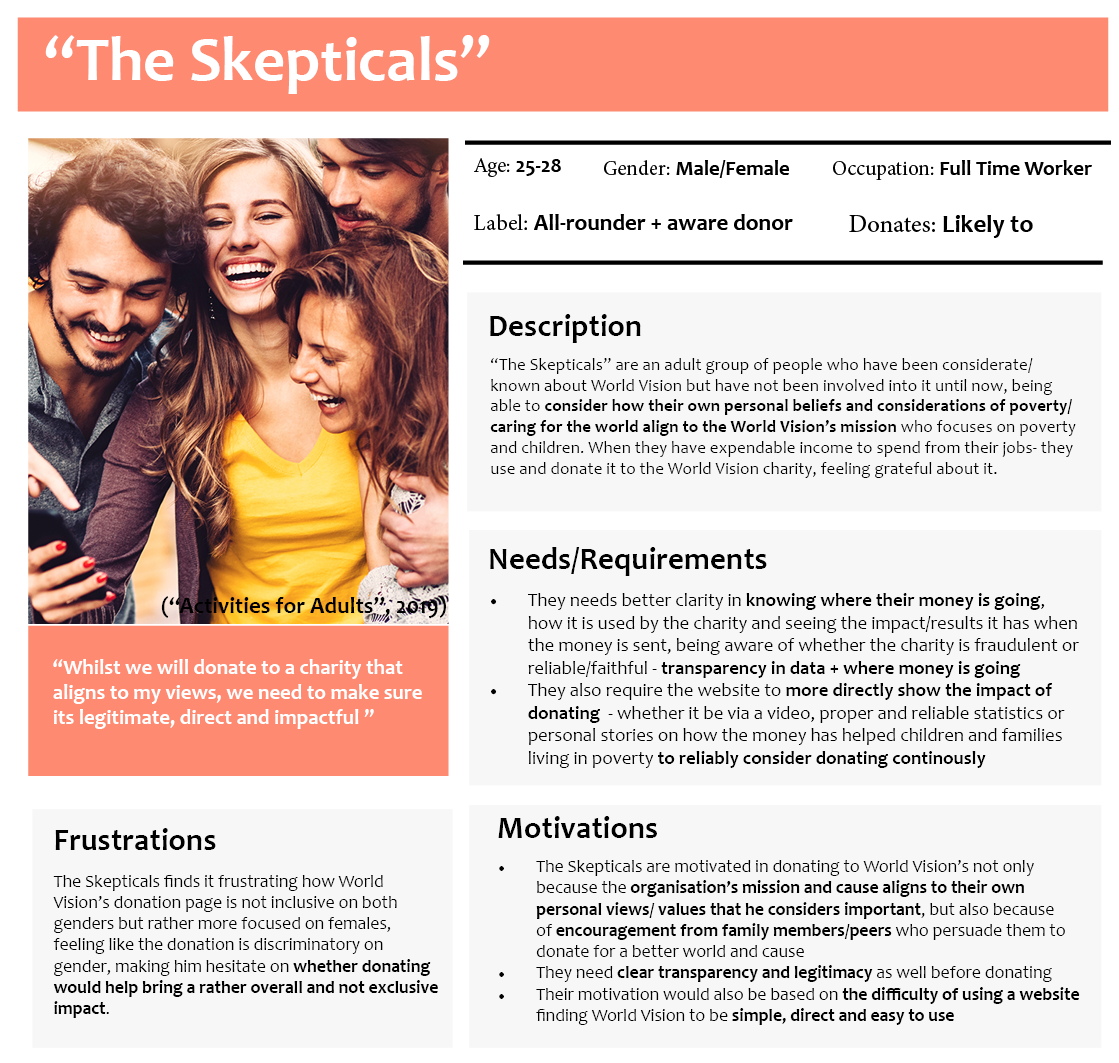 “The Skepticals”
Age: 25-28 Gender: Male/Female Occupation: Full Time Worker
Label: All-rounder + aware donor Donates: Likely to
Description
“The Skepticals” are an adult group of people who have been considerate/
known about World Vision but have not been involved into it until now, being
able to consider how their own personal beliefs and considerations of poverty/
caring for the world align to the World Vision’s mission who focuses on poverty
and children. When they have expendable income to spend from their jobs- they
use and donate it to the World Vision charity, feeling grateful about it.
(“Activities for Adults”, 2019)
“Whilst we will donate to a charity that
aligns to my views, we need to make sure
its legitimate, direct and impactful ”
Needs/Requirements
• They needs better clarity in knowing where their money is going,
how it is used by the charity and seeing the impact/results it has when
the money is sent, being aware of whether the charity is fraudulent or
reliable/faithful - transparency in data + where money is going
• They also require the website to more directly show the impact of
donating - whether it be via a video, proper and reliable statistics or
personal stories on how the money has helped children and families
living in poverty to reliably consider donating continously
Frustrations
The Skepticals finds it frustrating how World
Vision’s donation page is not inclusive on both
genders but rather more focused on females,
feeling like the donation is discriminatory on
gender, making him hesitate on whether donating
would help bring a rather overall and not exclusive
impact.
Motivations
• The Skepticals are motivated in donating to World Vision’s not only
because the organisation’s mission and cause aligns to their own
personal views/ values that he considers important, but also because
of encouragement from family members/peers who persuade them to
donate for a better world and cause
• They need clear transparency and legitimacy as well before donating
• Their motivation would also be based on the difficulty of using a website
finding World Vision to be simple, direct and easy to use